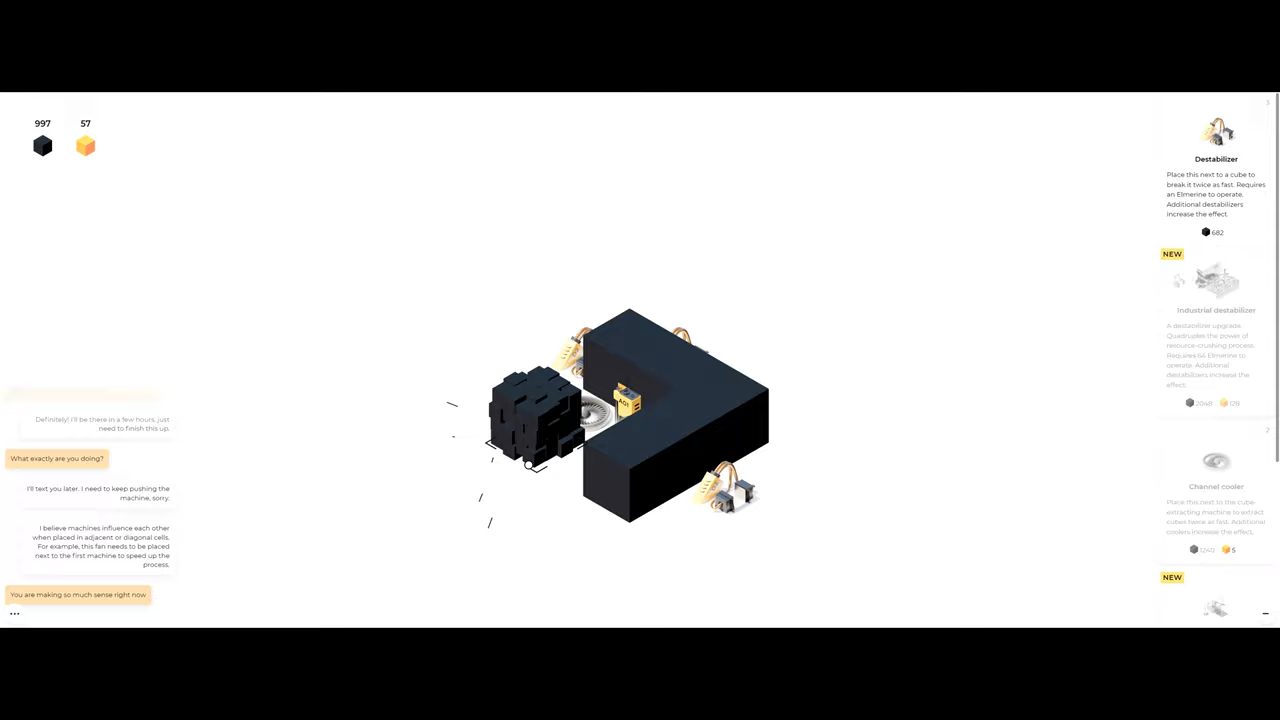 997 57
Definitely! I'll be there in a few hours, just
need to finish this up.
What exactly are you doing?
I'll text you later. I need to keep pushing the
machine, sorry.
I believe machines influence each other
when placed in adjacent or diagonal cells.
For example, this fan needs to be placed
next to the first machine to speed up the
process.
You are making so much sense right now
...
A01
3
Destabilizer
Place this next to a cube to
break it twice as fast. Requires
an Elmerine to operate.
Additional destabilizers
increase the effect.
682
NEW
Industrial destabilizer
A destabilizer upgrade.
Quadruples the power of
resource-crushing process.
Requires 64 Elmerine to
operate. Additional
destabilizers increase the
effect.
2048 128
2
Channel cooler
Place this next to the cube-
extracting machine to extract
cubes twice as fast. Additional
coolers increase the effect.
1240 5
NEW